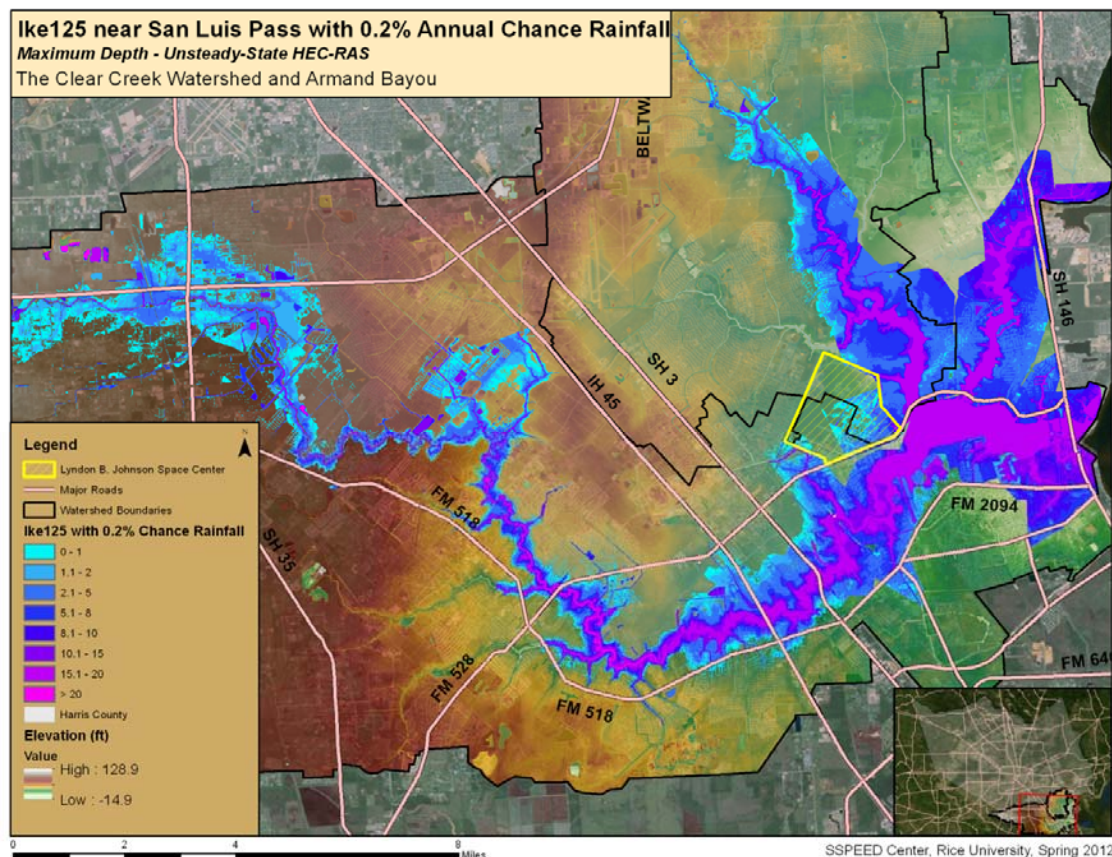 Ike125 near San Luis Pass with 0.2% Annual Chance Rainfall
Maximum Depth - Unsteady-State HEC-RAS
The Clear Creek Watershed and Armand Bayou
BELTWA
SH 146
SH 3
IH 45
FM 2094
FM 518
SH 35
FM 528
FM 518
FM 646
Legend
N
Lyndon B. Johnson Space Center
Major Roads
Watershed Boundaries
Ike125 with 0.2% Chance Rainfall
0 - 1
1.1 - 2
2.1 - 5
5.1 - 8
8.1 - 10
10.1 - 15
15.1 - 20
> 20
Harris County
Elevation (ft)
Value
High : 128.9
Low : -14.9
0 2 4 8
Miles
SSPEED Center, Rice University, Spring 2012